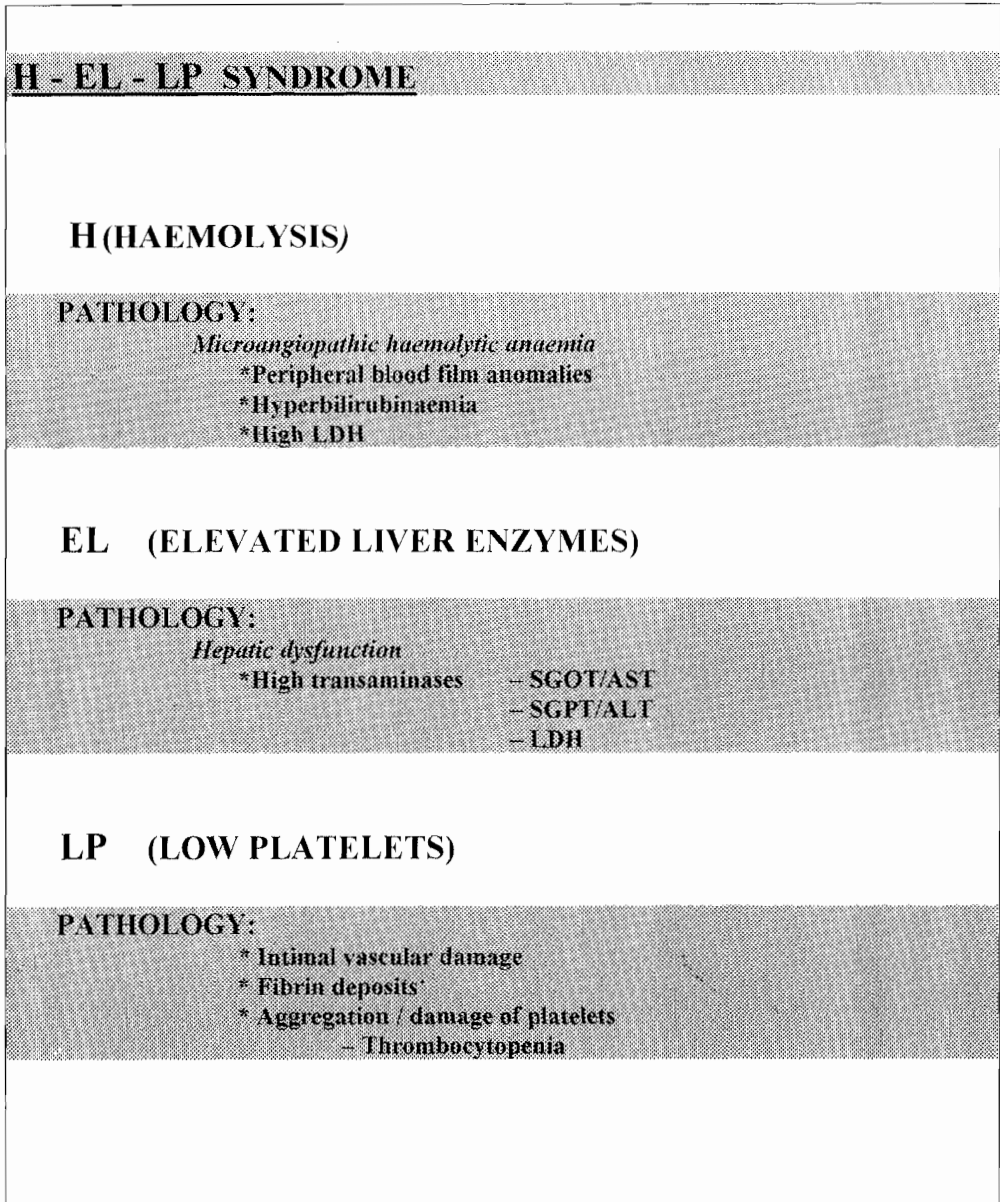 H - EL - LP SYNDROME
H (HAEMOLYSIS)
PATHOLOGY:
Microangiopathic haemolytic anaemia
*Peripheral blood film anomalies
*Hyperbilirubinaemia
*High LDH
EL (ELEVATED LIVER ENZYMES)
PATHOLOGY:
Hepatic dysfunction
*High transaminases – SGOT/AST
– SGPT/ALT
– LDH
LP (LOW PLATELETS)
PATHOLOGY:
* Intimal vascular damage
* Fibrin deposits
* Aggregation / damage of platelets
– Thrombocytopenia